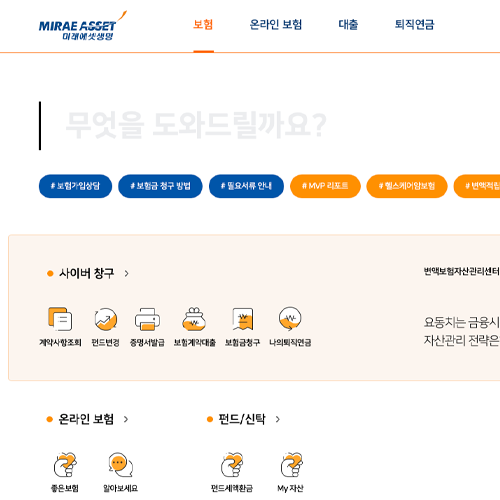 MIRAE ASSET
미래에셋생명
보험 온라인 보험 대출 퇴직연금
무엇을 도와드릴까요?
# 보험가입상담 # 보험금 청구 방법 # 필요서류 안내 # MVP 리포트 # 헬스케어암보험 # 변액적립
사이버 창구
변액보험자산관리센터
계약사항조회 펀드변경 증명서발급 보험계약대출 보험금청구 나의퇴직연금
요동치는 금융시
자산관리 전략은
온라인 보험 펀드/신탁
좋은보험 알아보세요 펀드세액환급 My 자산